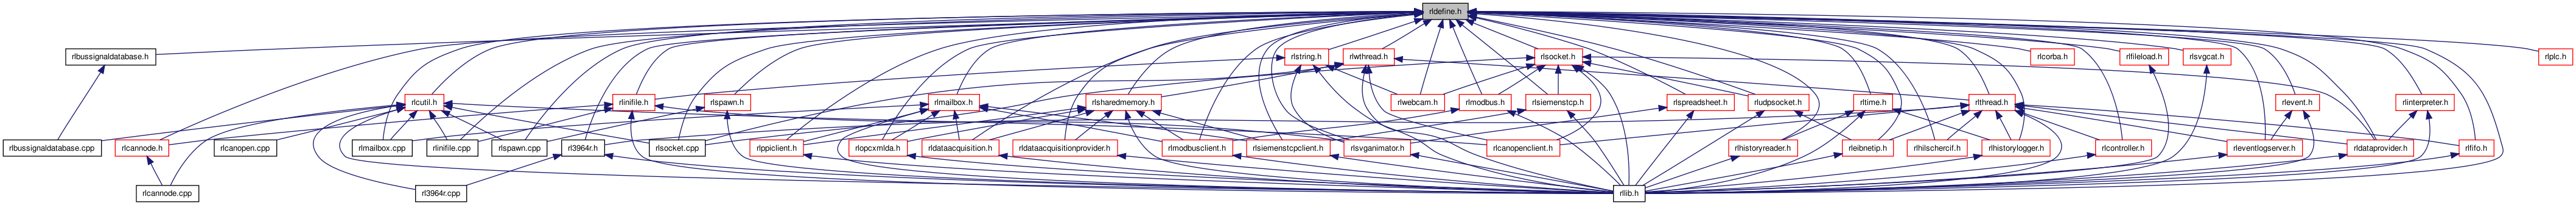 rldefine.h
rlbussignaldatabase.h
rlstring.h
rlwthread.h
rlsocket.h
rlcorba.h
rlfileload.h
rlsvgcat.h
rlplc.h
rlcutil.h
rlinifile.h
rlspawn.h
rlmailbox.h
rlsharedmemory.h
rlwebcam.h
rlmodbus.h
rlsiemenstcp.h
rlspreadsheet.h
rludpsocket.h
rltime.h
rlthread.h
rlevent.h
rlinterpreter.h
rlbussignaldatabase.cpp
rlcannode.h
rlcanopen.cpp
rlmailbox.cpp
rlinifile.cpp
rlspawn.cpp
rl3964r.h
rlsocket.cpp
rlppiclient.h
rlopcxmlda.h
rldataacquisition.h
rldataacquisitionprovider.h
rlmodbusclient.h
rlsiemenstcpclient.h
rlsvganimator.h
rlcanopenclient.h
rlhistoryreader.h
rleibnetip.h
rlhilschercif.h
rlhistorylogger.h
rlcontroller.h
rleventlogserver.h
rldataprovider.h
rlfifo.h
rlcannode.cpp
rl3964r.cpp
rllib.h